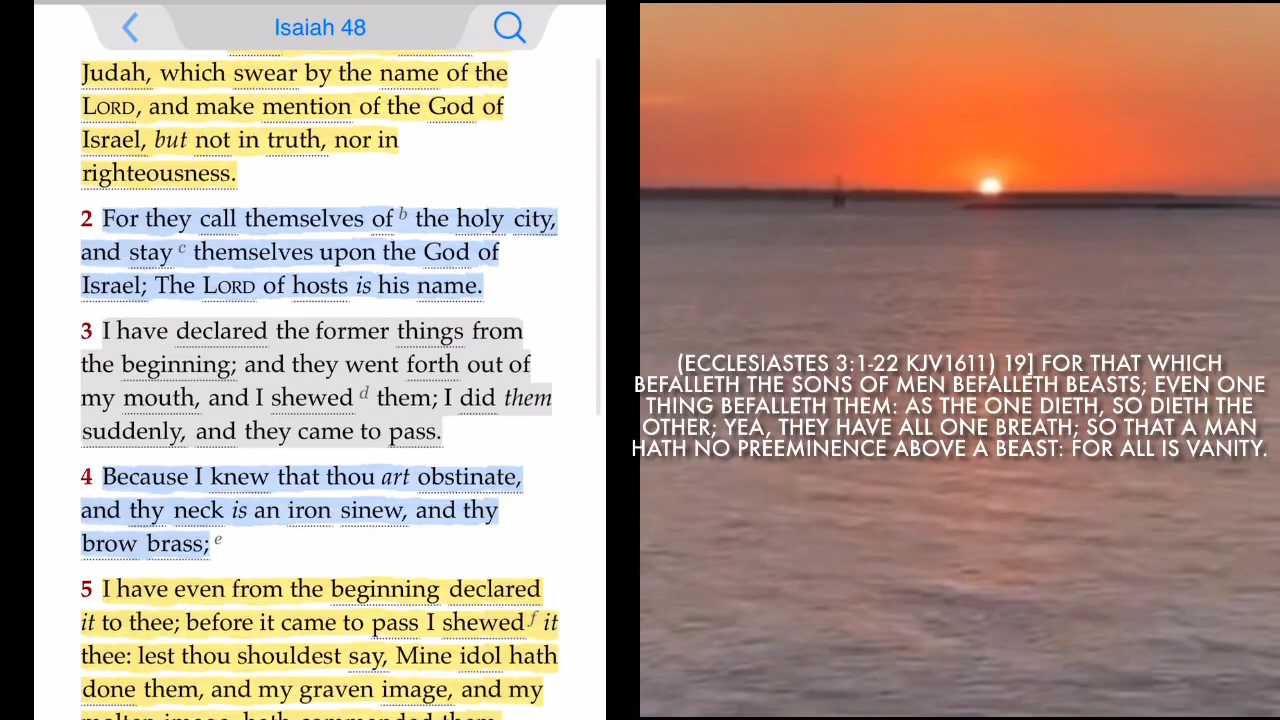 Isaiah 48
Judah, which swear by the name of the
LORD, and make mention of the God of
Israel, but not in truth, nor in
righteousness.
2 For they call themselves of b the holy city,
and stay c themselves upon the God of
Israel; The LORD of hosts is his name.
3 I have declared the former things from
the beginning; and they went forth out of
my mouth, and I shewed d them; I did them
suddenly, and they came to pass.
4 Because I knew that thou art obstinate,
and thy neck is an iron sinew, and thy
brow brass; e
5 I have even from the beginning declared
it to thee; before it came to pass I shewed f it
thee: lest thou shouldest say, Mine idol hath
done them, and my graven image, and my
molten image, hath commanded them.
(ECCLESIASTES 3:1-22 KJV1611) 19] FOR THAT WHICH
BEFALLETH THE SONS OF MEN BEFALLETH BEASTS; EVEN ONE
THING BEFALLETH THEM: AS THE ONE DIETH, SO DIETH THE
OTHER; YEA, THEY HAVE ALL ONE BREATH; SO THAT A MAN
HATH NO PREEMINENCE ABOVE A BEAST: FOR ALL IS VANITY.